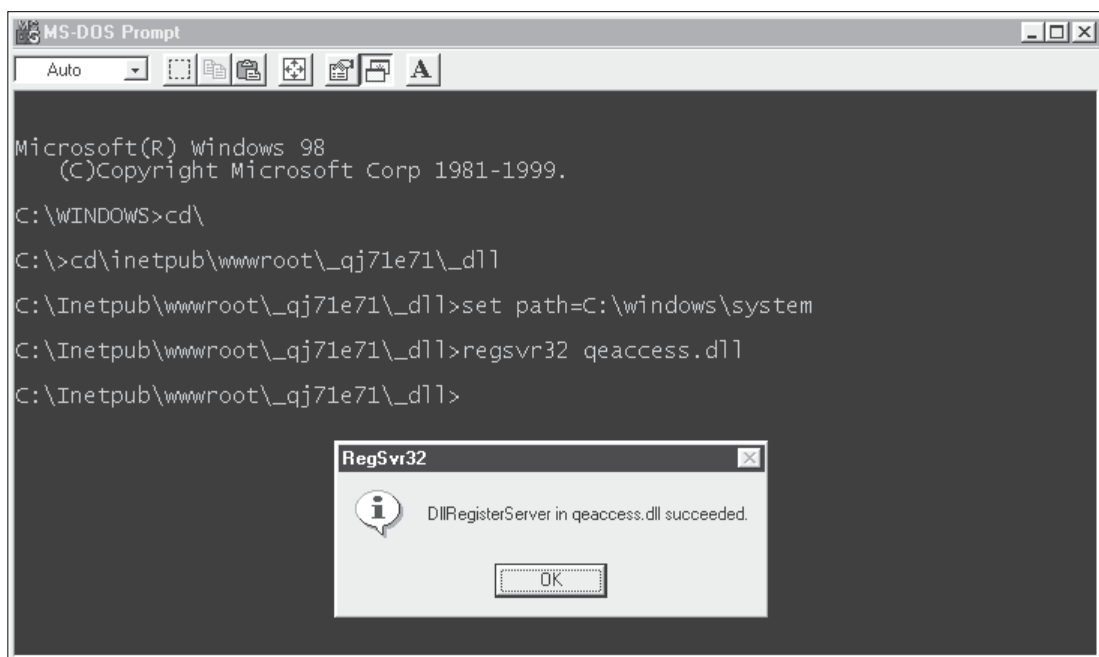 MS-DOS Prompt
Auto
A
Microsoft(R) Windows 98
(C)Copyright Microsoft Corp 1981-1999.
C:\WINDOWS>cd\
C:\>cd\inetpub\wwwroot\_qj71e71\_dll
C:\Inetpub\wwwroot\_qj71e71\_dll>set path=C:\windows\system
C:\Inetpub\wwwroot\_qj71e71\_dll>regsvr32 qeaccess.dll
C:\Inetpub\wwwroot\_qj71e71\_dll>
RegSvr32
DllRegisterServer in qeaccess.dll succeeded.
OK